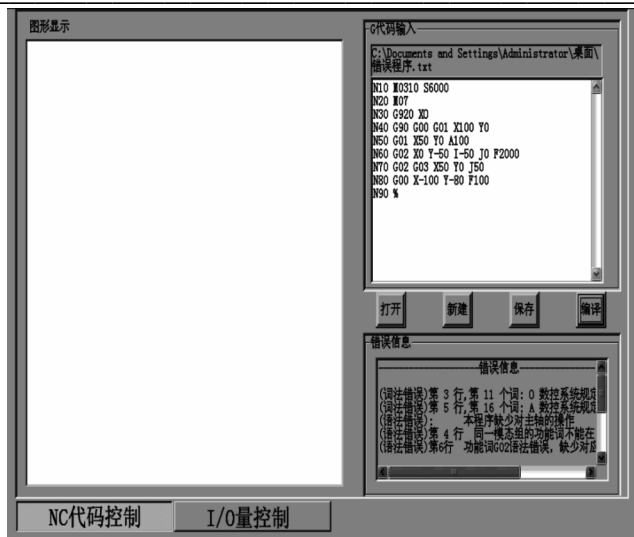 图形显示
G代码输入
C:\Documents and Settings\Administrator\桌面\
错误程序.txt
N10 M0310 S6000
N20 M07
N30 G920 XO
N40 G90 G00 G01 X100 Y0
N50 G01 X50 Y0 A100
N60 G02 X0 Y-50 I-50 J0 F2000
N70 G02 G03 X50 Y0 J50
N80 G00 X-100 Y-80 F100
N90 %
打开
新建
保存
编译
错误信息
错误信息
(词法错误)第 3 行,第 11 个词: O 数控系统规定
(词法错误)第 5 行,第 16 个词: A 数控系统规定
(语法错误): 本程序缺少对主轴的操作
(语法错误)第 4 行 同一模态组的功能词不能在
(语法错误)第6行 功能词G02语法错误, 缺少对应
NC代码控制
I/O量控制